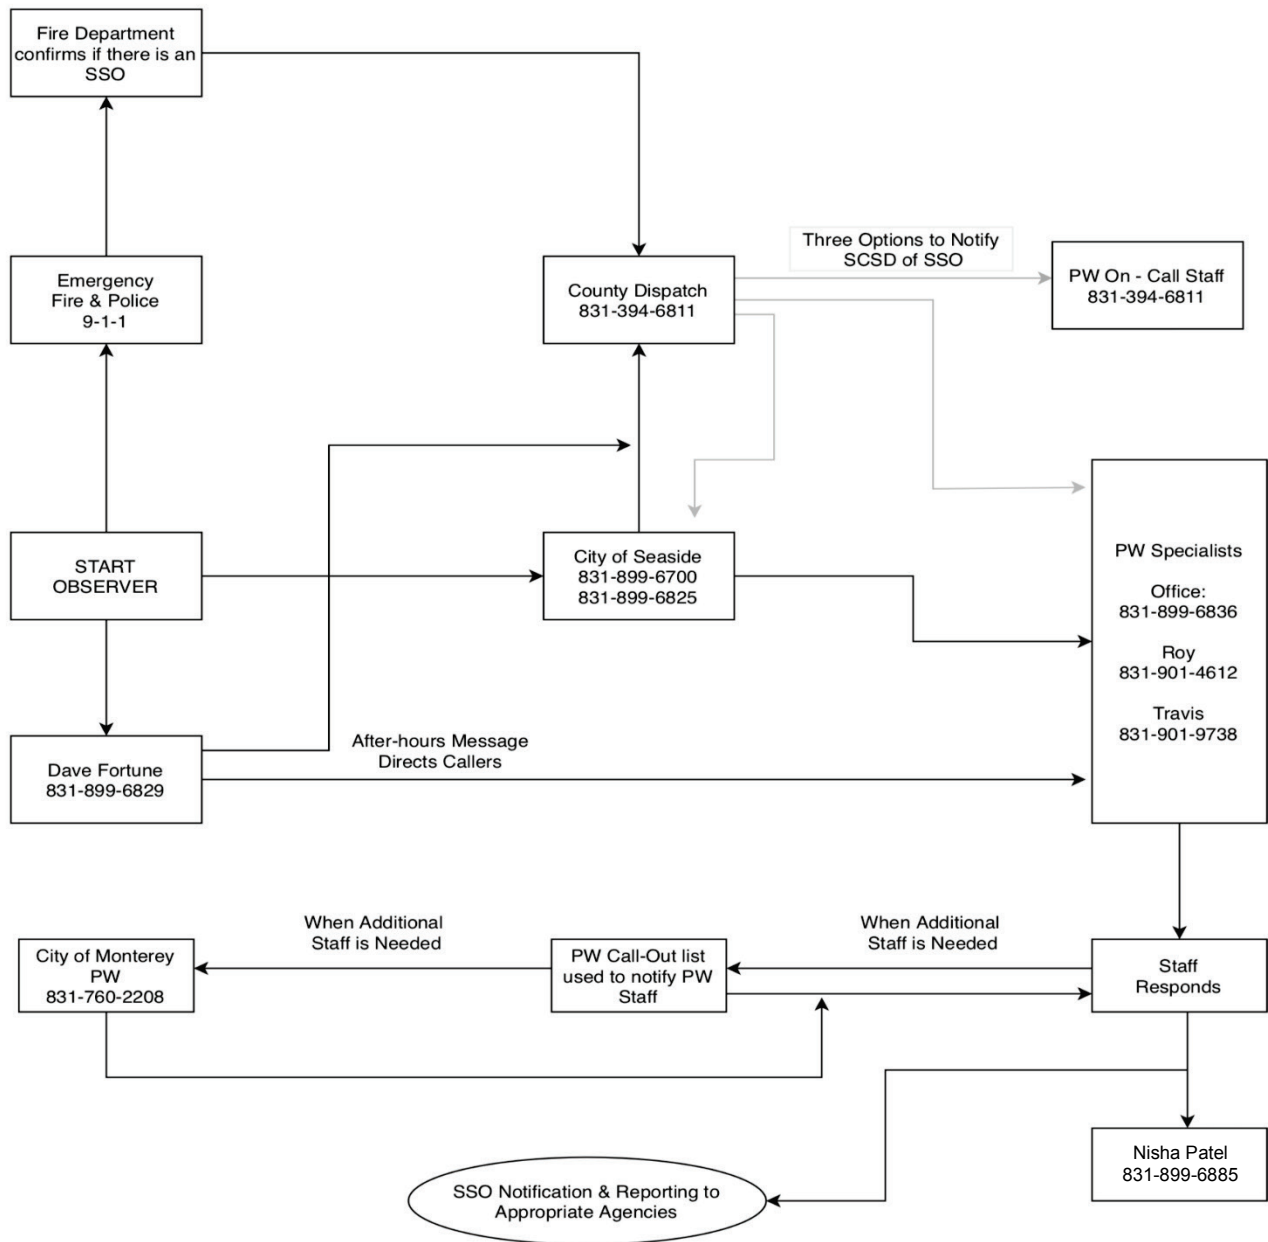 Fire Department
confirms if there is an
SSO
Three Options to Notify
SCSD of SSO
Emergency
Fire & Police
9-1-1
County Dispatch
831-394-6811
PW On - Call Staff
831-394-6811
START
OBSERVER
City of Seaside
831-899-6700
831-899-6825
PW Specialists
Office:
831-899-6836
Roy
831-901-4612
Travis
831-901-9738
Dave Fortune
831-899-6829
After-hours Message
Directs Callers
When Additional
Staff is Needed
When Additional
Staff is Needed
City of Monterey
PW
831-760-2208
PW Call-Out list
used to notify PW
Staff
Staff
Responds
Nisha Patel
831-899-6885
SSO Notification & Reporting to
Appropriate Agencies